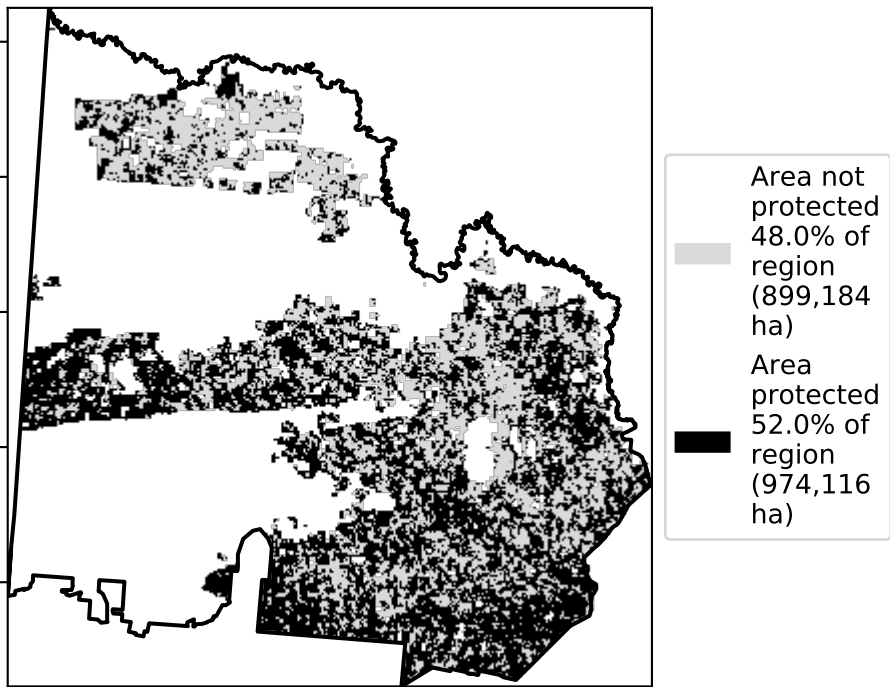 Area not
protected
48.0% of
region
(899,184
ha)
Area
protected
52.0% of
region
(974,116
ha)